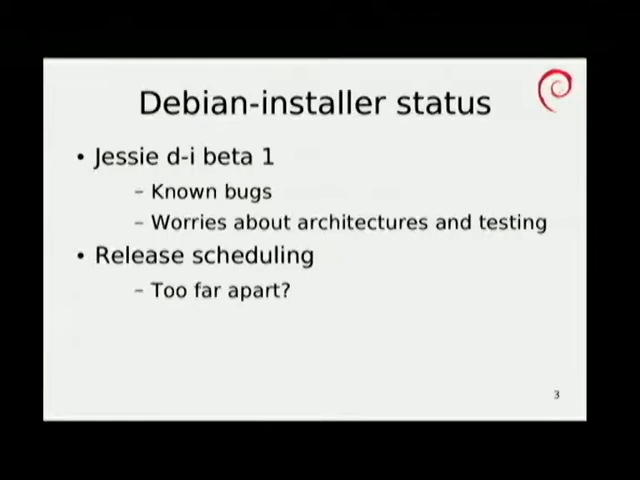 Debian-installer status
• Jessie d-i beta 1
– Known bugs
– Worries about architectures and testing
• Release scheduling
– Too far apart?
3